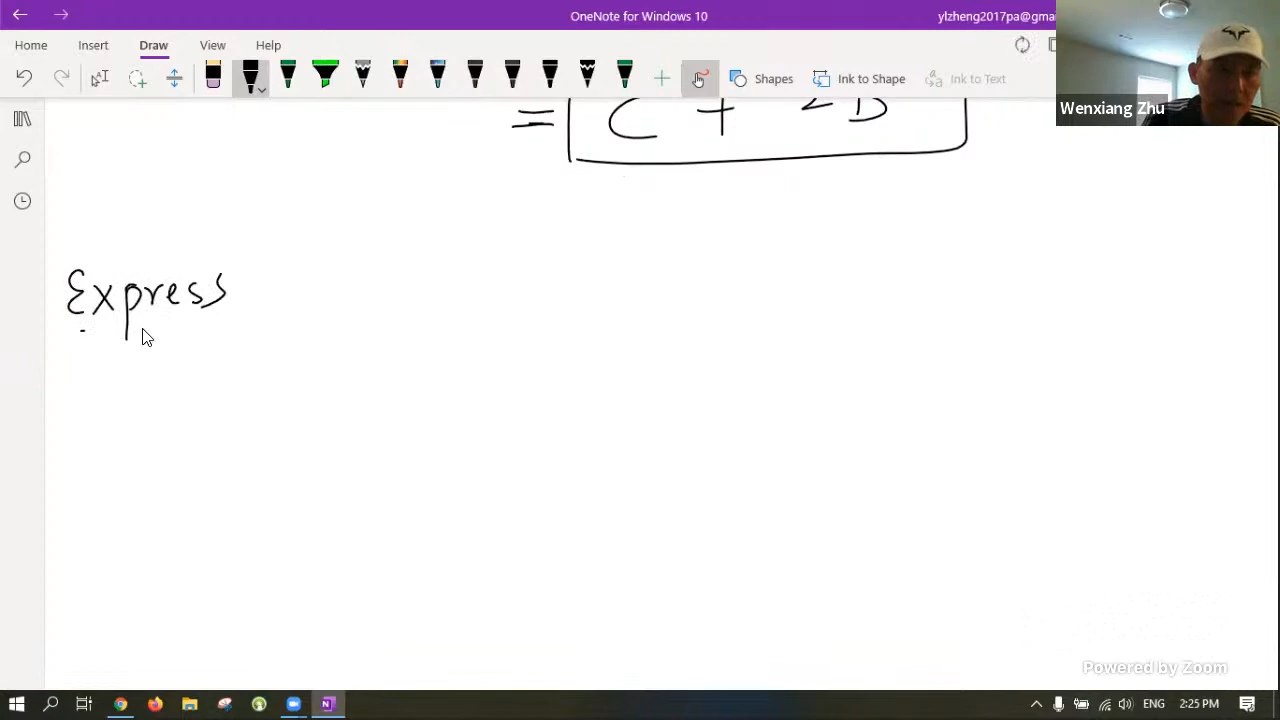 OneNote for Windows 10
ylzheng2017pa@gma
Home Insert Draw View Help
Shapes Ink to Shape Ink to Text
Wenxiang Zhu
= C +
Express
Powered by Zoom
ENG 2:25 PM